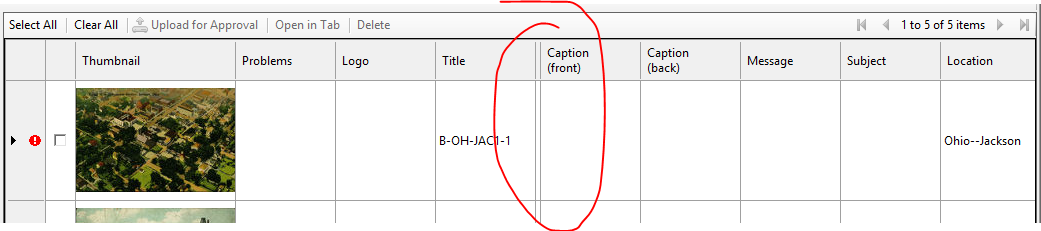 Select All Clear All Upload for Approval Open in Tab Delete 1 to 5 of 5 items
Thumbnail Problems Logo Title Caption (front) Caption (back) Message Subject Location
B-OH-JAC1-1 Ohio--Jackson